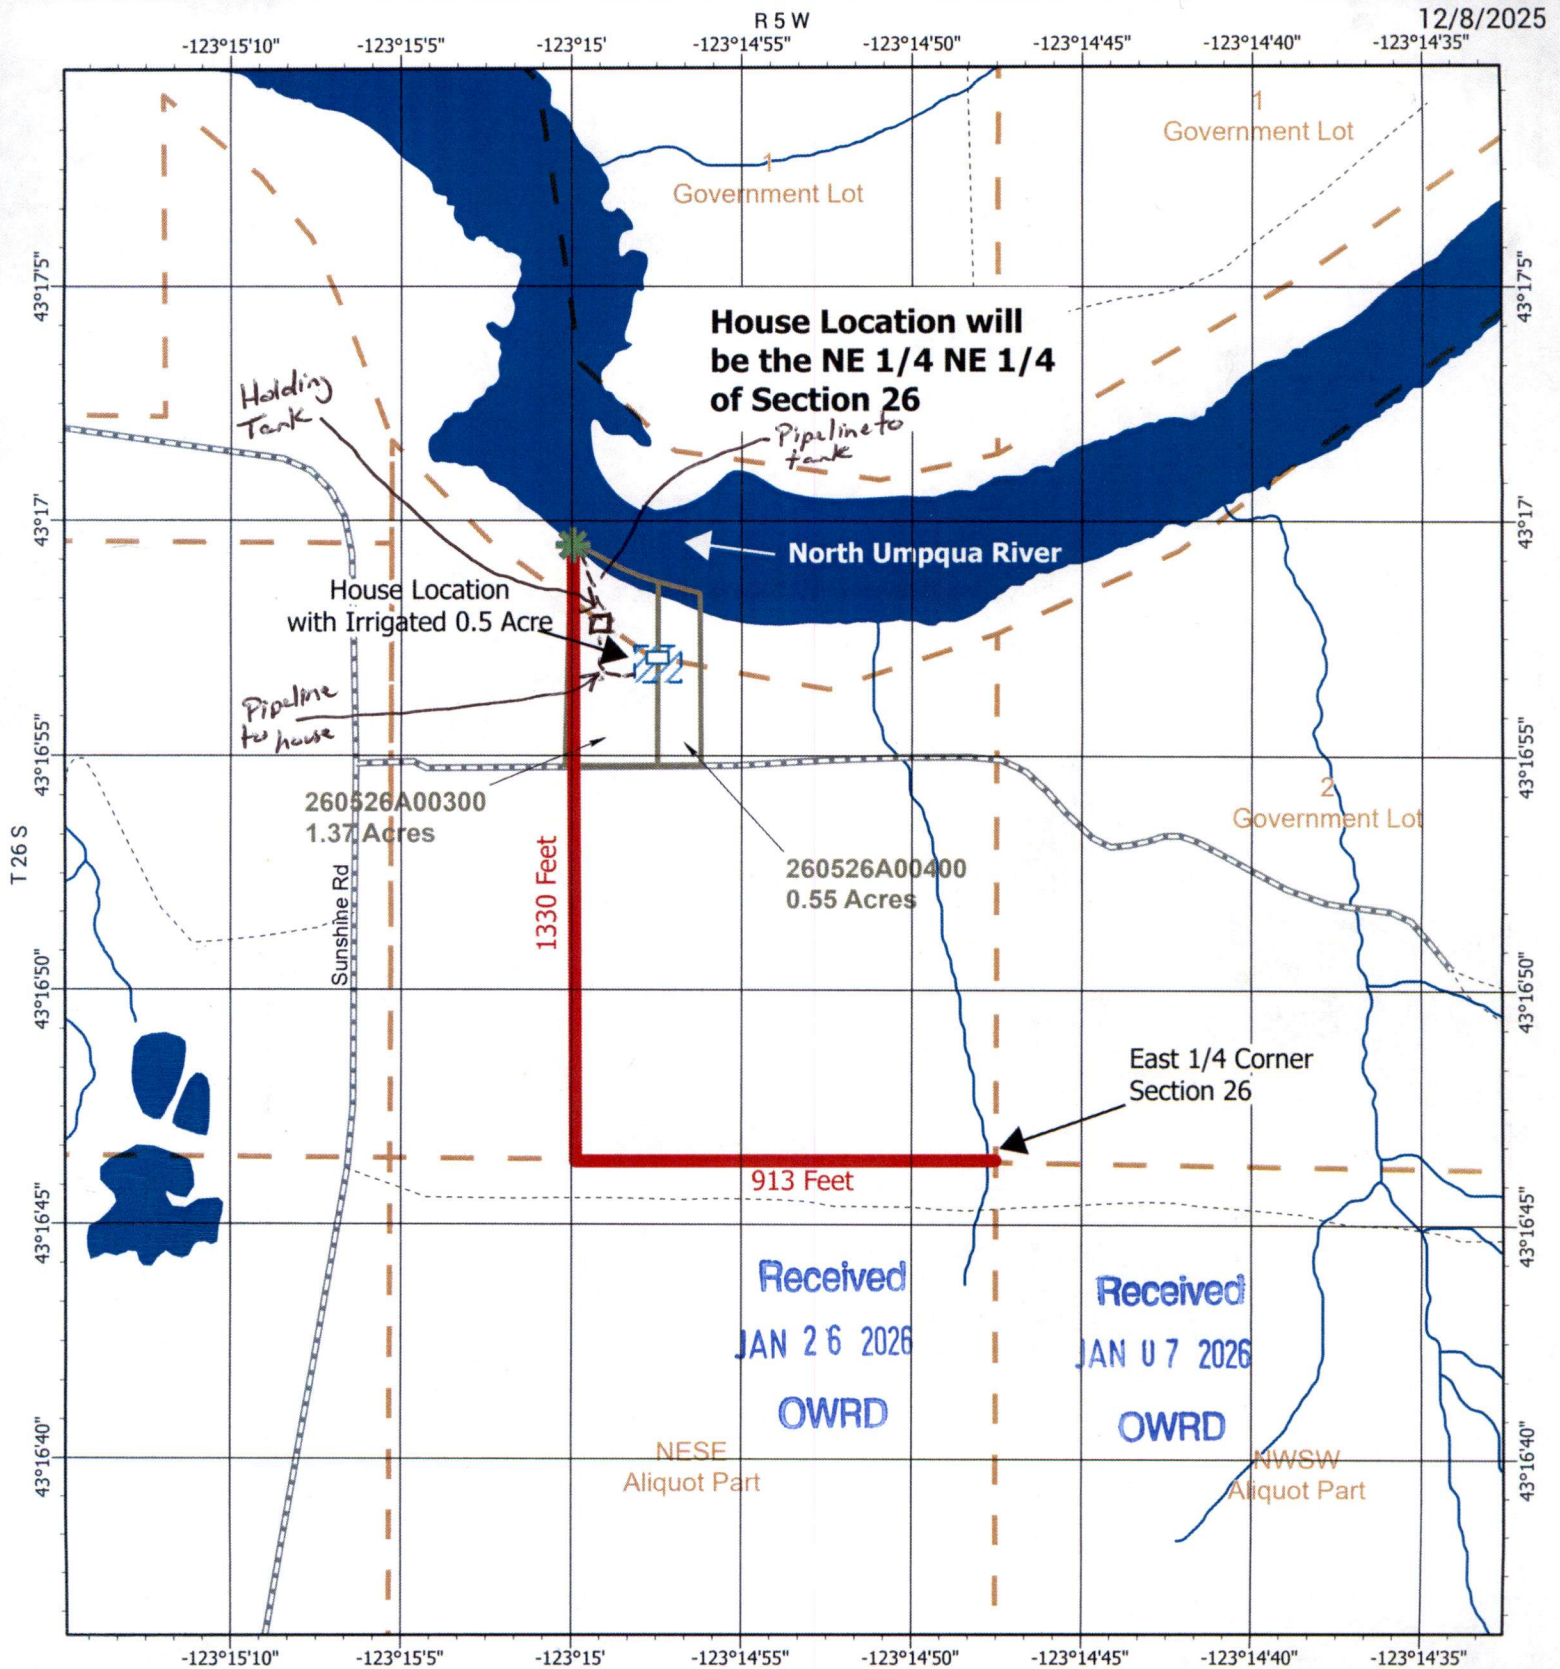 12/8/2025
R 5 W
-123°15'10"
-123°15'5"
-123°15'
-123°14'55"
-123°14'50"
-123°14'45"
-123°14'40"
-123°14'35"
1
Government Lot
1
Government Lot
43°17'5"
43°17'5"
House Location will
be the NE 1/4 NE 1/4
of Section 26
Holding
Tank
Pipeline to
tank
43°17'
43°17'
North Umpqua River
House Location
with Irrigated 0.5 Acre
Pipeline
to house
43°16'55"
43°16'55"
260526A00300
1.37 Acres
2
Government Lot
T 26 S
1330 Feet
260526A00400
0.55 Acres
Sunshine Rd
43°16'50"
43°16'50"
East 1/4 Corner
Section 26
913 Feet
43°16'45"
43°16'45"
Received
JAN 26 2026
OWRD
Received
JAN 07 2026
OWRD
NESE
Aliquot Part
NWSW
Aliquot Part
43°16'40"
43°16'40"
-123°15'10"
-123°15'5"
-123°15'
-123°14'55"
-123°14'50"
-123°14'45"
-123°14'40"
-123°14'35"